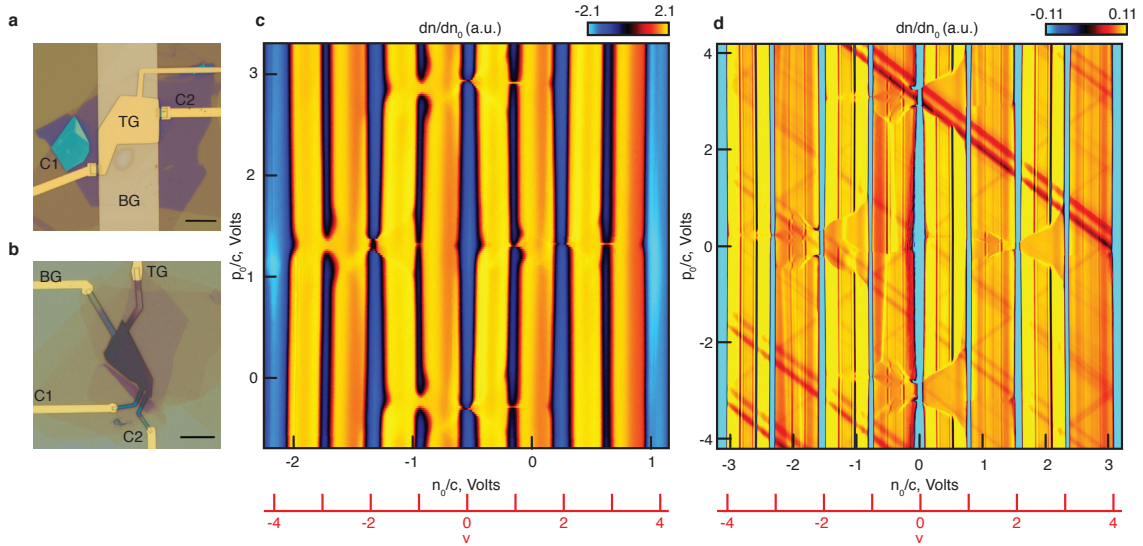 a
C2
TG
C1
BG
b
BG
TG
C1
C2
c
dn/dn₀ (a.u.)
-2.1
2.1
p₀/c, Volts
3
2
1
0
-2
-1
0
1
n₀/c, Volts
-4
-2
0
2
4
ν
d
dn/dn₀ (a.u.)
-0.11
0.11
p₀/c, Volts
4
2
0
-2
-4
-3
-2
-1
0
1
2
3
n₀/c, Volts
-4
-2
0
2
4
ν